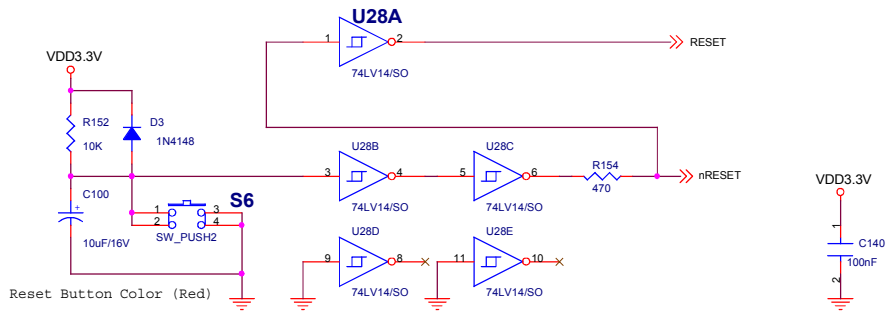 U28A
1
2
RESET
74LV14/SO
VDD3.3V
R152
10K
D3
1N4148
U28B
3
4
74LV14/SO
U28C
5
6
74LV14/SO
R154
470
nRESET
C100
+
10uF/16V
S6
1
2
3
4
SW_PUSH2
U28D
9
8
74LV14/SO
U28E
11
10
74LV14/SO
VDD3.3V
1
C140
100nF
2
Reset Button Color (Red)